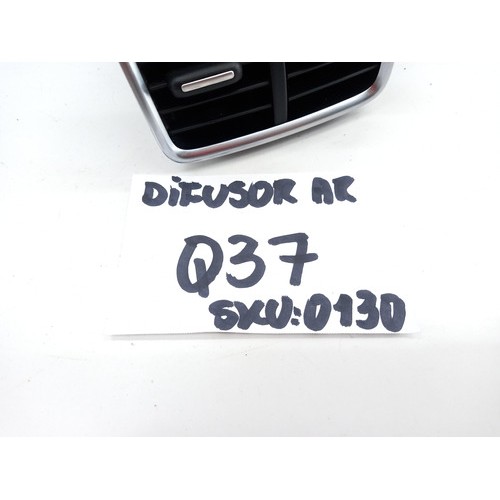 DIFUSOR AR
Q37
SKU:0130